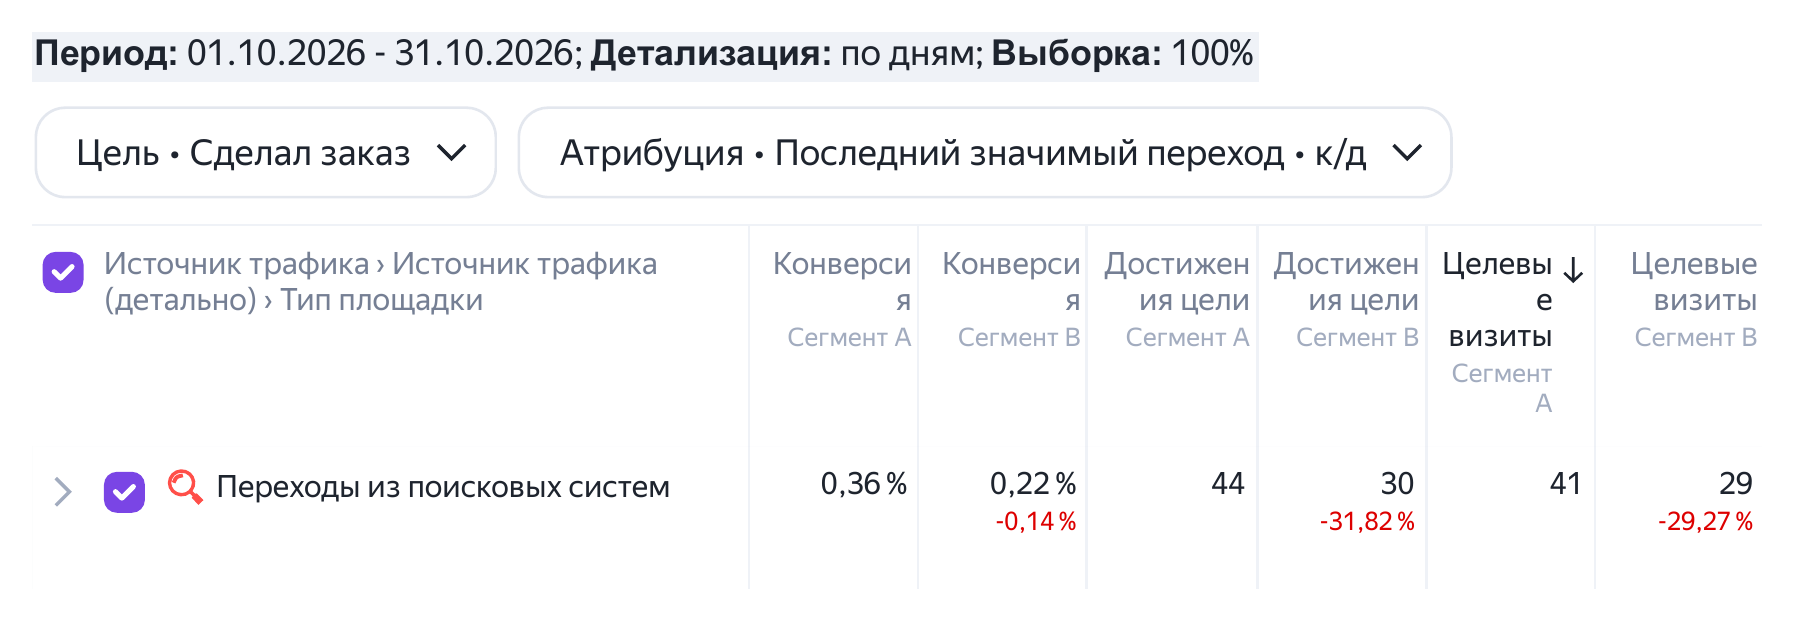 Период: 01.10.2026 - 31.10.2026; Детализация: по дням; Выборка: 100%
Цель • Сделал заказ
Атрибуция • Последний значимый переход • к/д
Источник трафика › Источник трафика
(детально) › Тип площадки
Конверси
я
Сегмент A
Конверси
я
Сегмент B
Достижен
ия цели
Сегмент A
Достижен
ия цели
Сегмент B
Целевы
е
визиты
Сегмент
A
Целевые
визиты
Сегмент B
Переходы из поисковых систем
0,36 %
0,22 %
-0,14 %
44
30
-31,82 %
41
29
-29,27 %